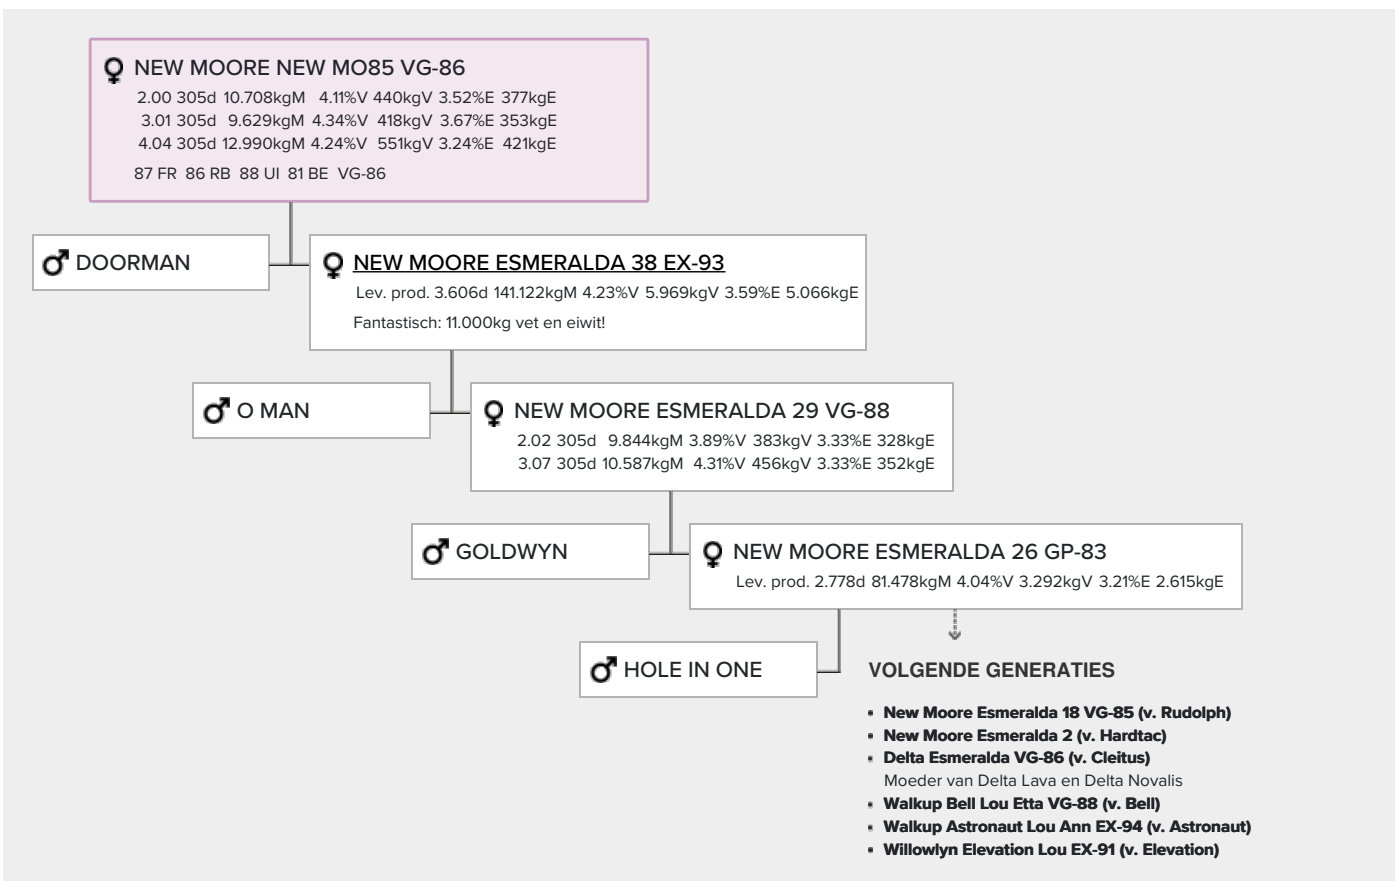 NEW MOORE NEW MO85 VG-86
2.00 305d 10.708kgM 4.11%V 440kgV 3.52%E 377kgE
3.01 305d 9.629kgM 4.34%V 418kgV 3.67%E 353kgE
4.04 305d 12.990kgM 4.24%V 551kgV 3.24%E 421kgE
87 FR 86 RB 88 UI 81 BE VG-86
DOORMAN
NEW MOORE ESMERALDA 38 EX-93
Lev. prod. 3.606d 141.122kgM 4.23%V 5.969kgV 3.59%E 5.066kgE
Fantastisch: 11.000kg vet en eiwit!
O MAN
NEW MOORE ESMERALDA 29 VG-88
2.02 305d 9.844kgM 3.89%V 383kgV 3.33%E 328kgE
3.07 305d 10.587kgM 4.31%V 456kgV 3.33%E 352kgE
GOLDWYN
NEW MOORE ESMERALDA 26 GP-83
Lev. prod. 2.778d 81.478kgM 4.04%V 3.292kgV 3.21%E 2.615kgE
HOLE IN ONE
VOLGENDE GENERATIES
• New Moore Esmeralda 18 VG-85 (v. Rudolph)
• New Moore Esmeralda 2 (v. Hardtac)
• Delta Esmeralda VG-86 (v. Cleitus)
Moeder van Delta Lava en Delta Novalis
• Walkup Bell Lou Etta VG-88 (v. Bell)
• Walkup Astronaut Lou Ann EX-94 (v. Astronaut)
• Willowlyn Elevation Lou EX-91 (v. Elevation)